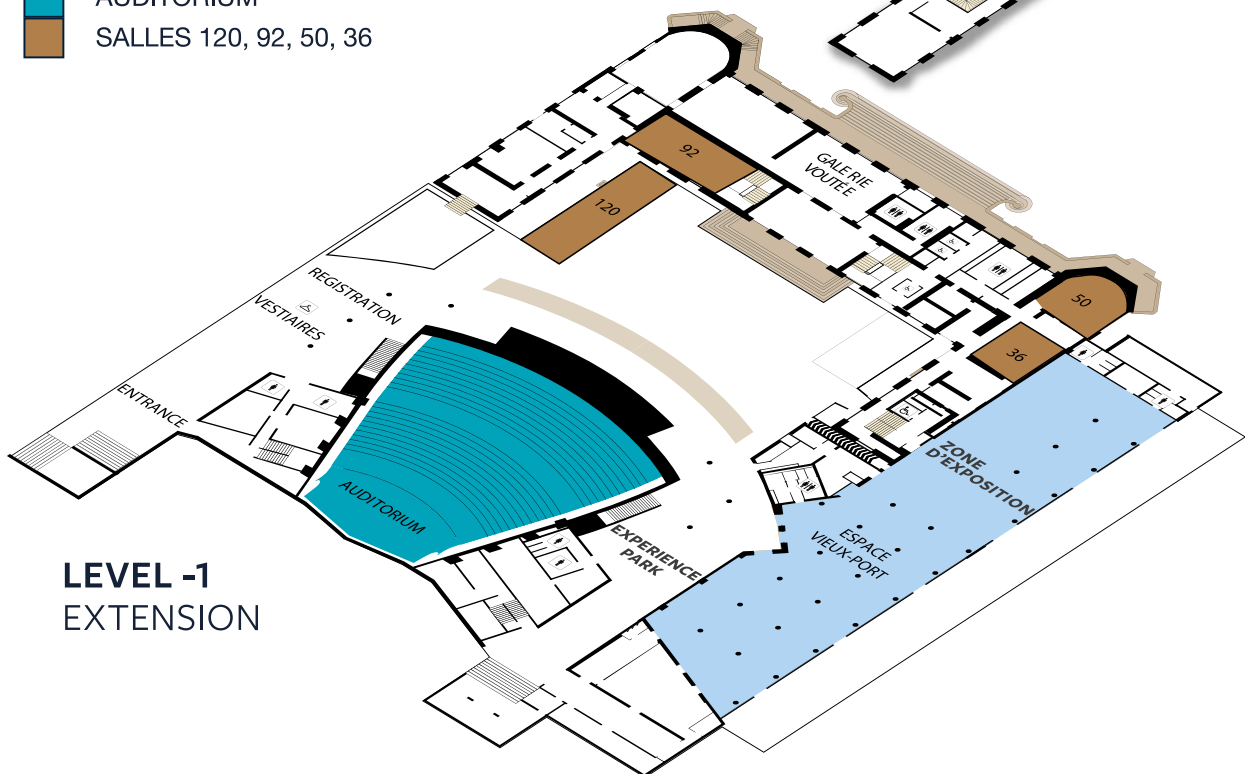 AUDITORIUM
SALLES 120, 92, 50, 36
92
GALERIE
VOUTÉE
120
50
REGISTRATION
VESTIAIRES
36
ENTRANCE
ZONE
D'EXPOSITION
AUDITORIUM
EXPERIENCE
PARK
ESPACE
VIEUX-PORT
LEVEL -1
EXTENSION